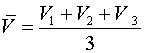 V̅ = (V₁ + V₂ + V₃) / 3